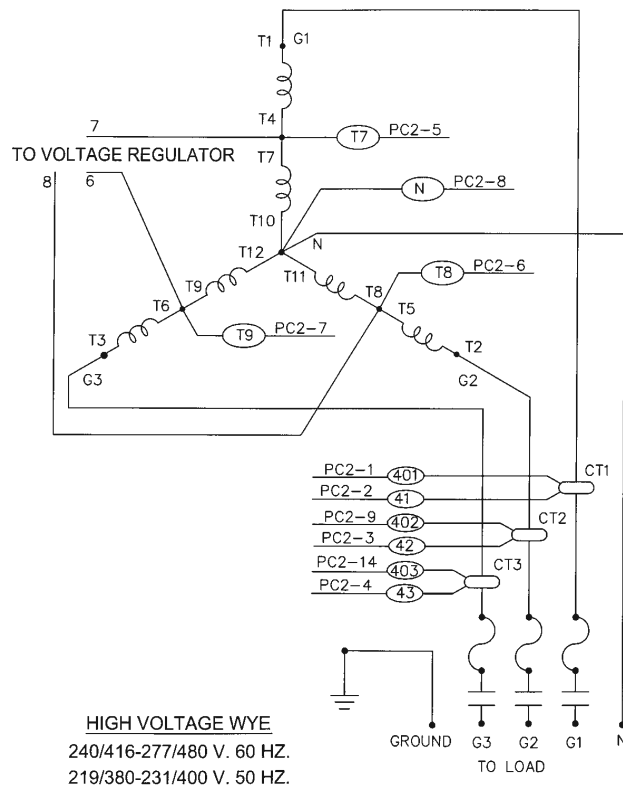 T1 G1
T4
7
T7 PC2-5
TO VOLTAGE REGULATOR
T7
8 6
N PC2-8
T10
T12 N
T9 T11 T8
T8 PC2-6
T6 T5
T3 T9 PC2-7 T2
G3 G2
PC2-1 401 CT1
PC2-2 41
PC2-9 402 CT2
PC2-3 42
PC2-14 403 CT3
PC2-4 43
HIGH VOLTAGE WYE
240/416-277/480 V. 60 HZ.
219/380-231/400 V. 50 HZ.
GROUND G3 G2 G1 N
TO LOAD